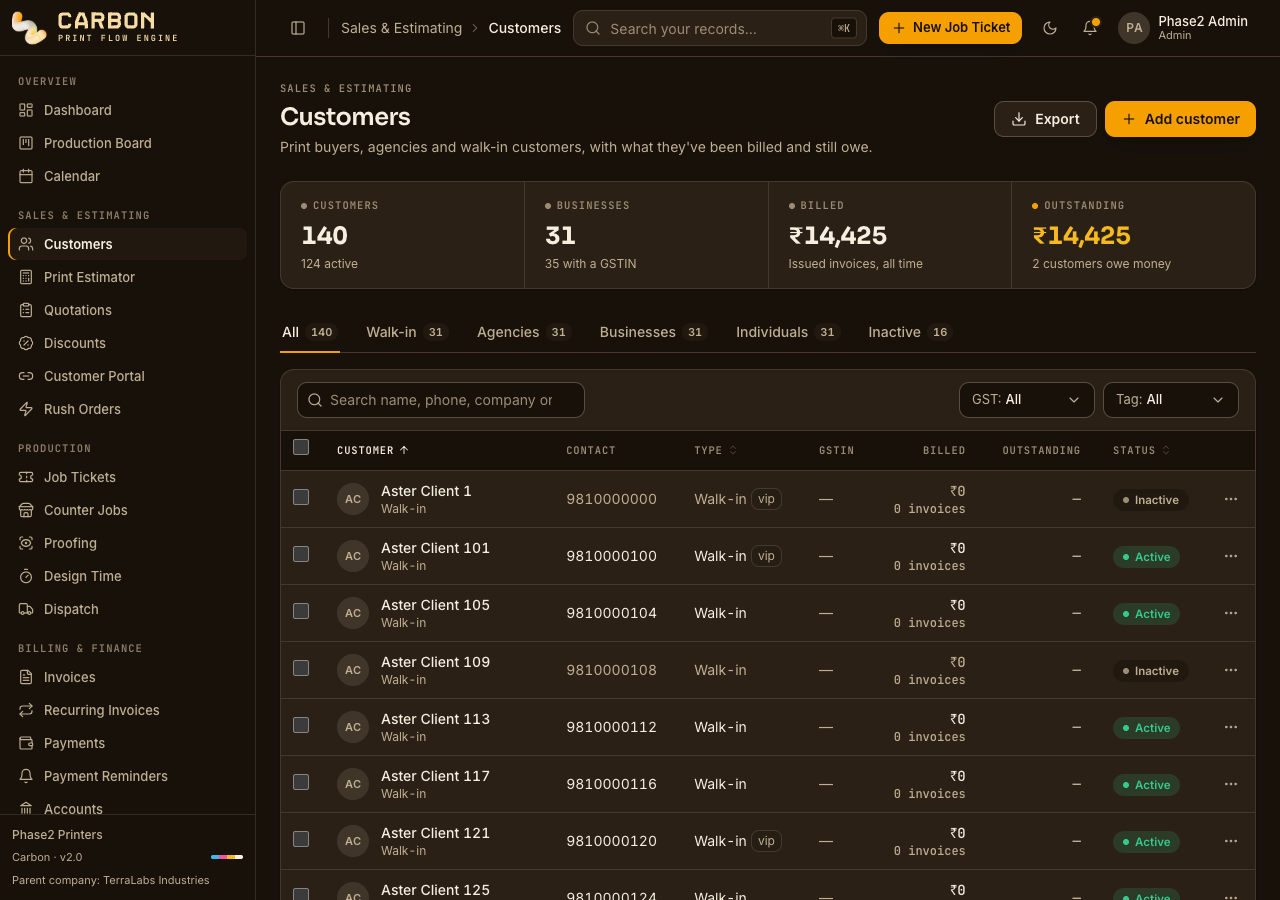 CARBON
PRINT FLOW ENGINE
Sales & Estimating > Customers
Search your records...
⌘K
+ New Job Ticket
PA
Phase2 Admin
Admin
OVERVIEW
Dashboard
Production Board
Calendar
SALES & ESTIMATING
Customers
Print Estimator
Quotations
Discounts
Customer Portal
Rush Orders
PRODUCTION
Job Tickets
Counter Jobs
Proofing
Design Time
Dispatch
BILLING & FINANCE
Invoices
Recurring Invoices
Payments
Payment Reminders
Accounts
Phase2 Printers
Carbon · v2.0
Parent company: TerraLabs Industries
SALES & ESTIMATING
Customers
Print buyers, agencies and walk-in customers, with what they've been billed and still owe.
Export
+ Add customer
CUSTOMERS
140
124 active
BUSINESSES
31
35 with a GSTIN
BILLED
₹14,425
Issued invoices, all time
OUTSTANDING
₹14,425
2 customers owe money
All 140 Walk-in 31 Agencies 31 Businesses 31 Individuals 31 Inactive 16
Search name, phone, company or
GST: All
Tag: All
CUSTOMER ↑ CONTACT TYPE GSTIN BILLED OUTSTANDING STATUS
AC Aster Client 1 9810000000 Walk-in vip — ₹0 — Inactive ...
Walk-in 0 invoices
AC Aster Client 101 9810000100 Walk-in vip — ₹0 — Active ...
Walk-in 0 invoices
AC Aster Client 105 9810000104 Walk-in — ₹0 — Active ...
Walk-in 0 invoices
AC Aster Client 109 9810000108 Walk-in — ₹0 — Inactive ...
Walk-in 0 invoices
AC Aster Client 113 9810000112 Walk-in — ₹0 — Active ...
Walk-in 0 invoices
AC Aster Client 117 9810000116 Walk-in — ₹0 — Active ...
Walk-in 0 invoices
AC Aster Client 121 9810000120 Walk-in vip — ₹0 — Active ...
Walk-in 0 invoices
AC Aster Client 125 9810000124 Walk-in — ₹0 — Active ...